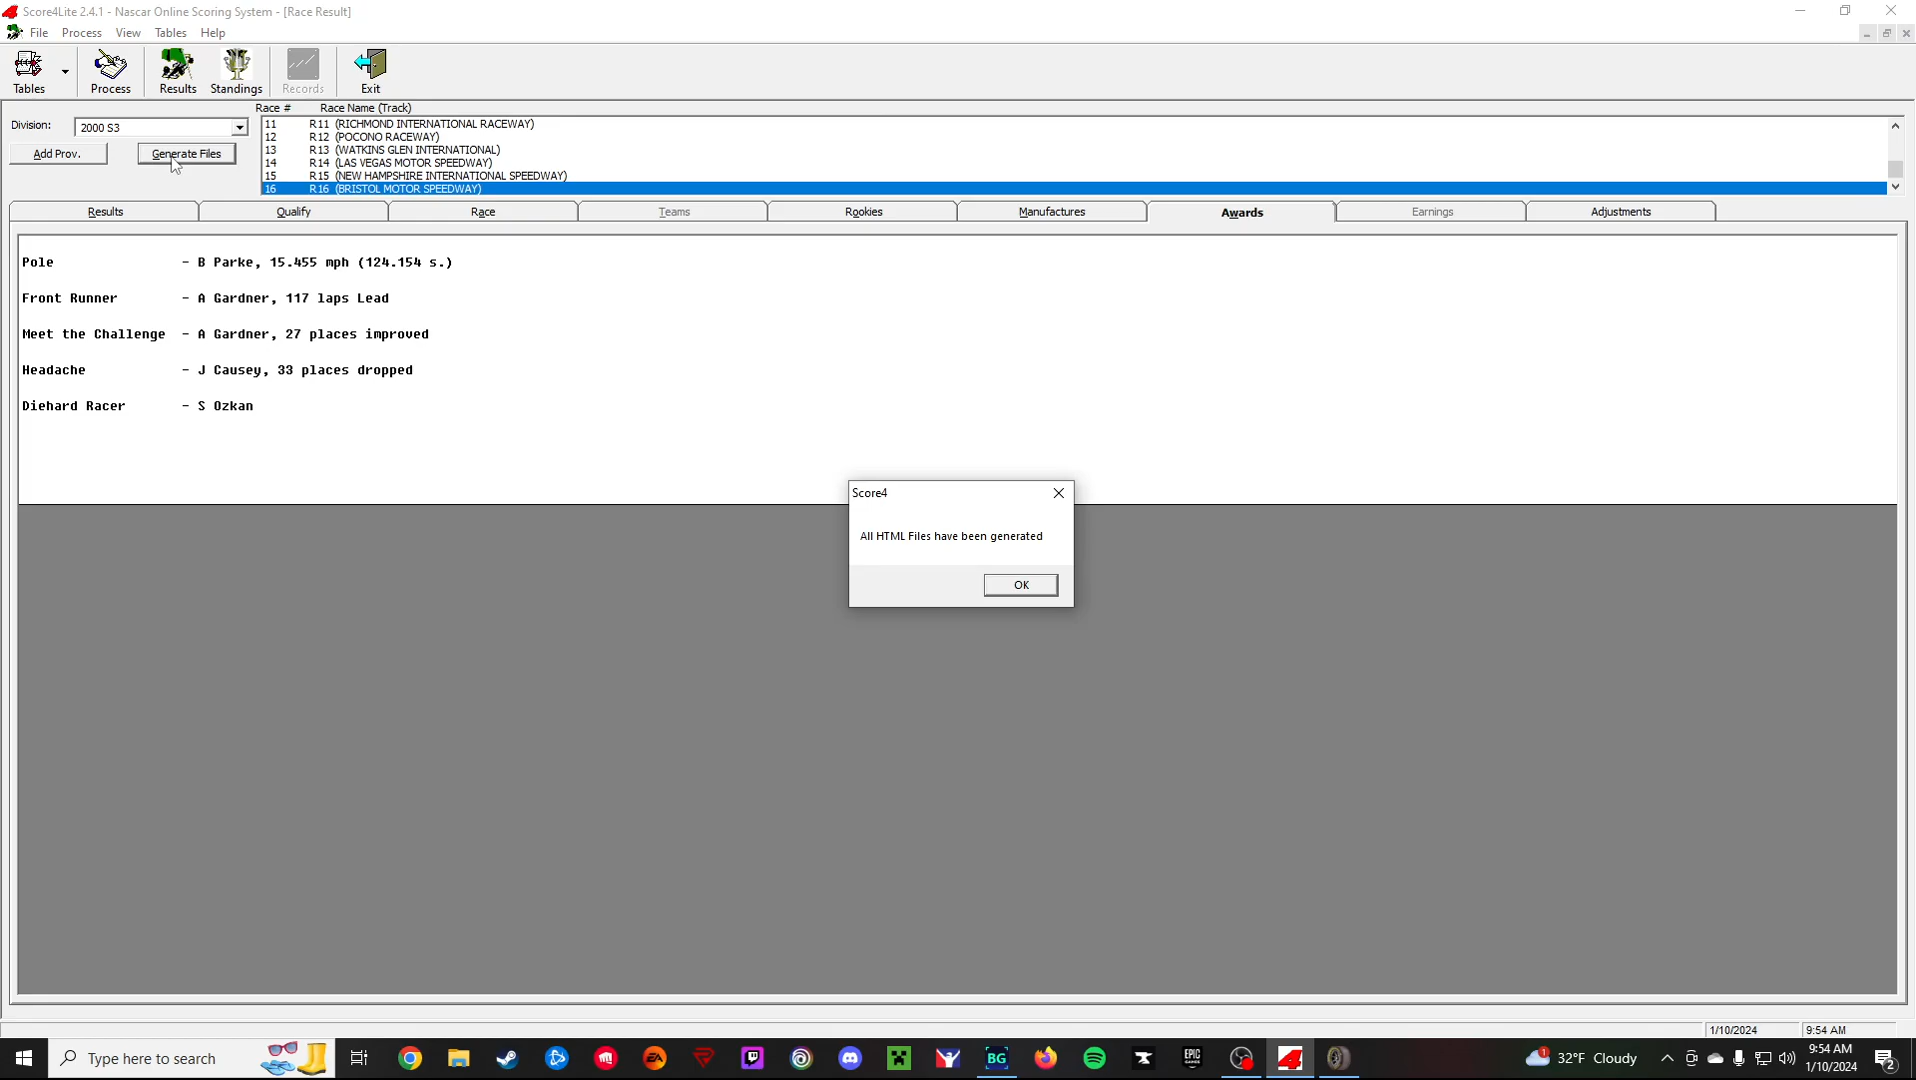 Score4Lite 2.4.1 - Nascar Online Scoring System - [Race Result]
File Process View Tables Help
Tables Process Results Standings Records Exit
Race # Race Name (Track)
Division: 2000 S3
Add Prov. Generate Files
11 R11 (RICHMOND INTERNATIONAL RACEWAY)
12 R12 (POCONO RACEWAY)
13 R13 (WATKINS GLEN INTERNATIONAL)
14 R14 (LAS VEGAS MOTOR SPEEDWAY)
15 R15 (NEW HAMPSHIRE INTERNATIONAL SPEEDWAY)
16 R16 (BRISTOL MOTOR SPEEDWAY)
Results Qualify Race Teams Rookies Manufactures Awards Earnings Adjustments
Pole - B Parke, 15.455 mph (124.154 s.)
Front Runner - A Gardner, 117 laps Lead
Meet the Challenge - A Gardner, 27 places improved
Headache - J Causey, 33 places dropped
Diehard Racer - S Ozkan
Score4
All HTML Files have been generated
OK
1/10/2024 9:54 AM
Type here to search
EA
BG
EPIC GAMES
1
32°F Cloudy
9:54 AM
1/10/2024
2